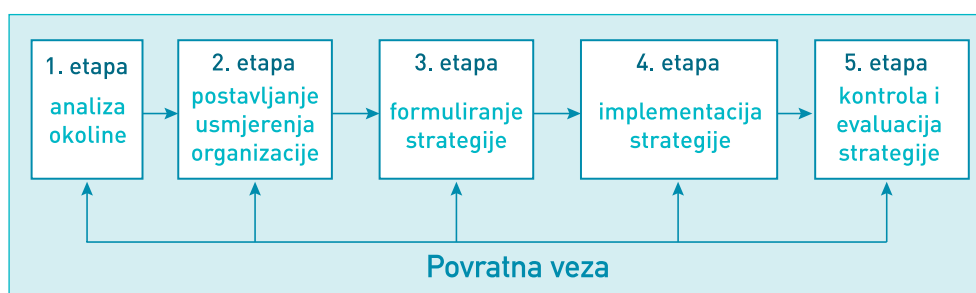 1. etapa
analiza
okoline
2. etapa
postavljanje
usmjerenja
organizacije
3. etapa
formuliranje
strategije
4. etapa
implementacija
strategije
5. etapa
kontrola i
evaluacija
strategije
Povratna veza